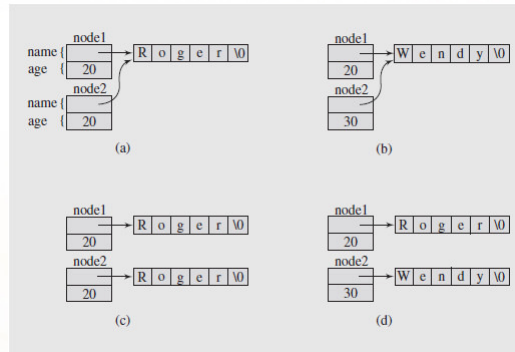 node1
name { R o g e r \0
age { 20
node2
name {
age { 20
(a)
node1
W e n d y \0
20
node2
30
(b)
node1
R o g e r \0
20
node2
R o g e r \0
20
(c)
node1
R o g e r \0
20
node2
W e n d y \0
30
(d)